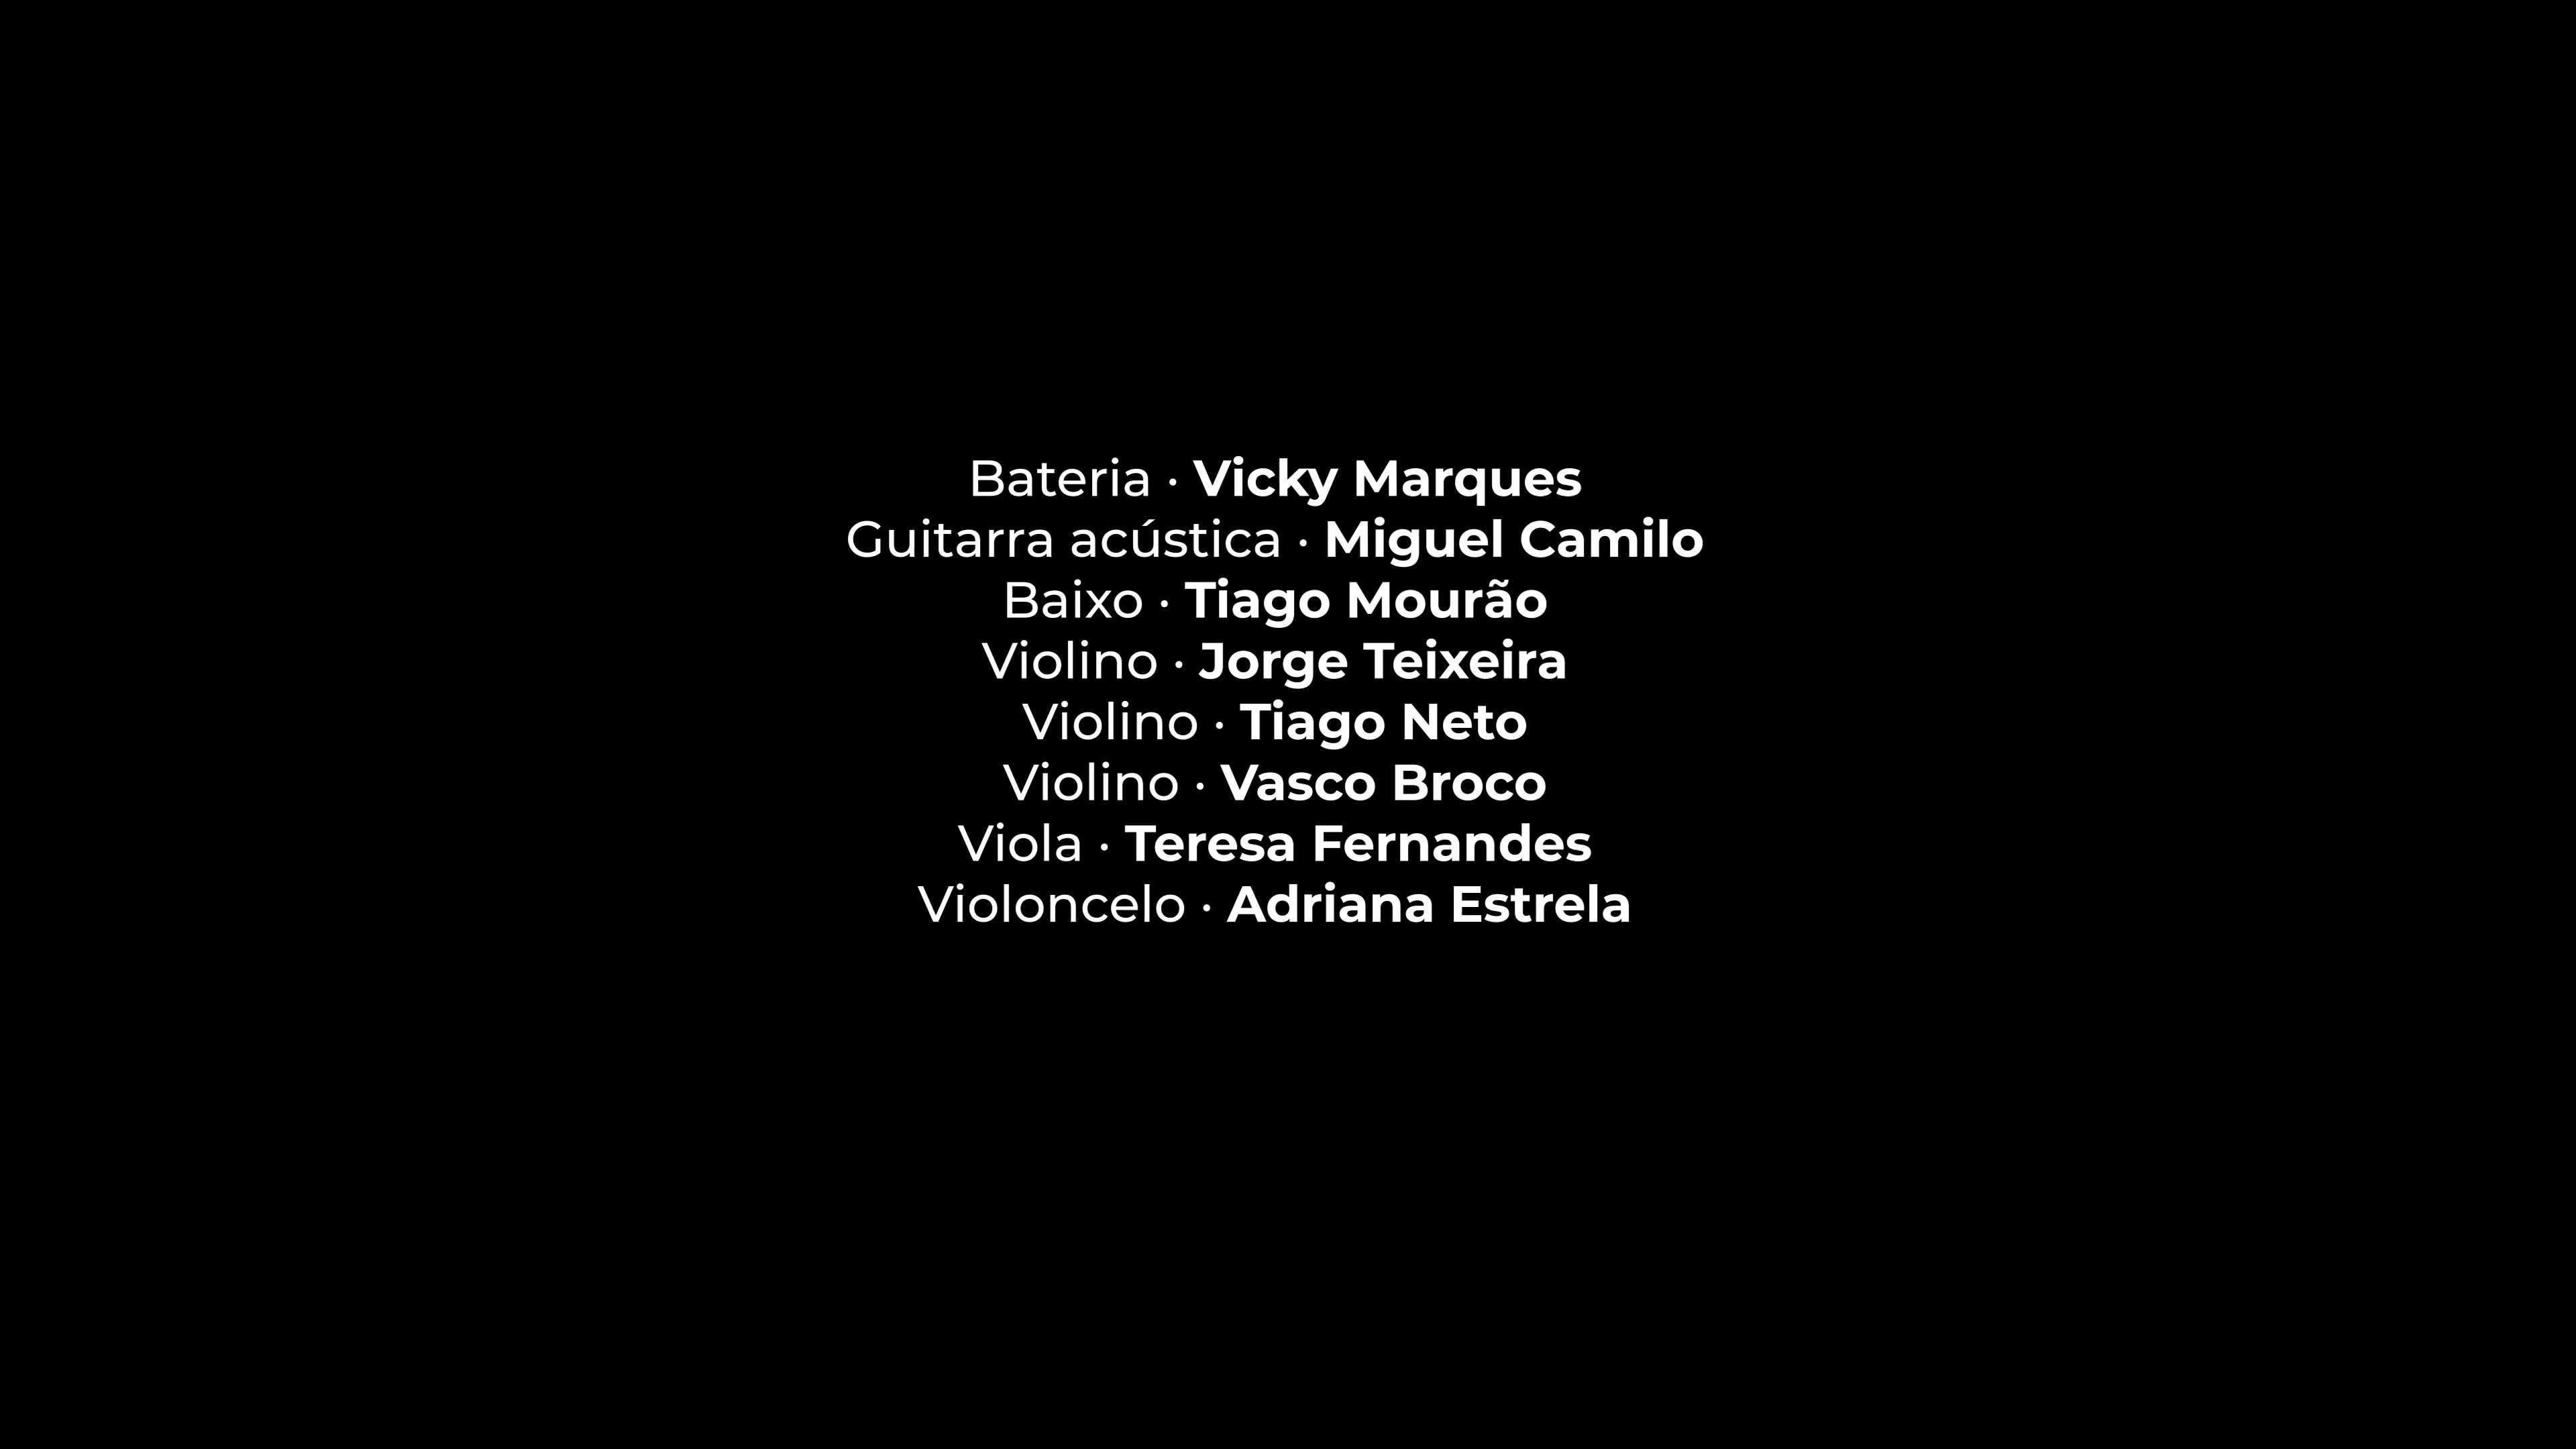 Bateria · Vicky Marques
Guitarra acústica · Miguel Camilo
Baixo · Tiago Mourão
Violino · Jorge Teixeira
Violino · Tiago Neto
Violino · Vasco Broco
Viola · Teresa Fernandes
Violoncelo · Adriana Estrela